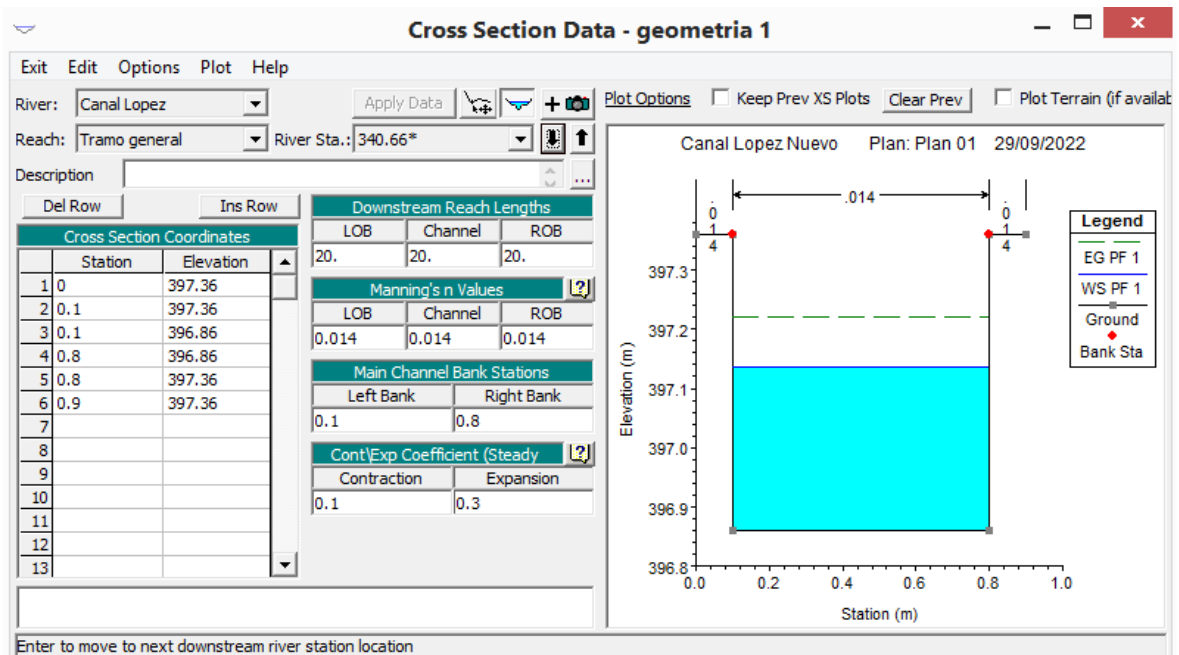 Cross Section Data - geometria 1
Exit Edit Options Plot Help
River: Canal Lopez Apply Data
Reach: Tramo general River Sta.: 340.66*
Description ...
Del Row Ins Row
Cross Section Coordinates
Station Elevation
1 0 397.36
2 0.1 397.36
3 0.1 396.86
4 0.8 396.86
5 0.8 397.36
6 0.9 397.36
7
8
9
10
11
12
13
Downstream Reach Lengths
LOB Channel ROB
20. 20. 20.
Manning's n Values
LOB Channel ROB
0.014 0.014 0.014
Main Channel Bank Stations
Left Bank Right Bank
0.1 0.8
Cont\Exp Coefficient (Steady
Contraction Expansion
0.1 0.3
Plot Options Keep Prev XS Plots Clear Prev Plot Terrain (if availab
Canal Lopez Nuevo Plan: Plan 01 29/09/2022
.014 .014 .014
Legend
EG PF 1
WS PF 1
Ground
Bank Sta
Elevation (m)
397.3
397.2
397.1
397.0
396.9
396.8
0.0 0.2 0.4 0.6 0.8 1.0
Station (m)
Enter to move to next downstream river station location